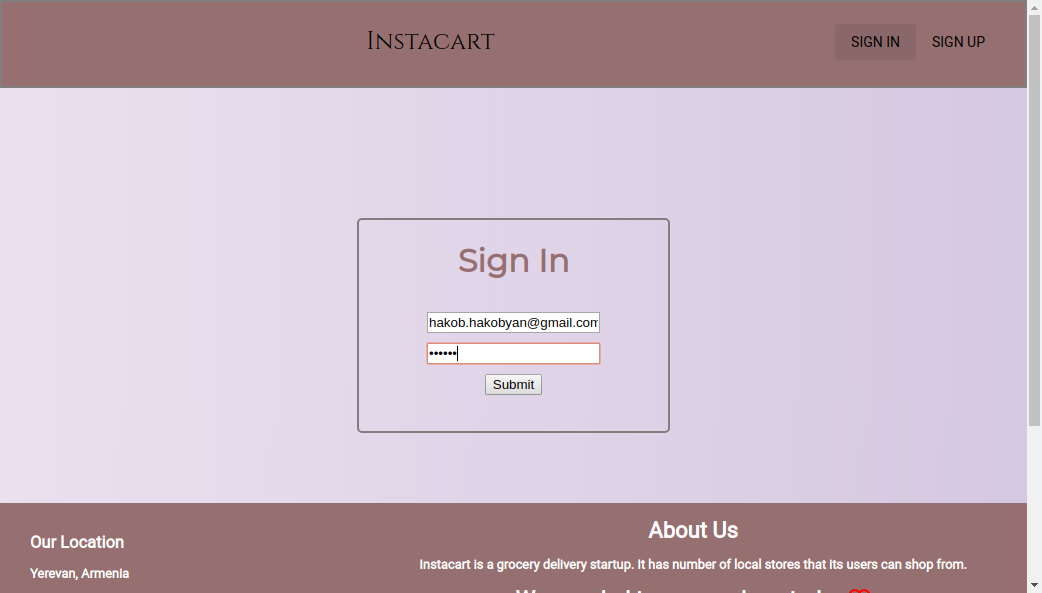 Instacart
SIGN IN
SIGN UP
Sign In
hakob.hakobyan@gmail.com
••••••
Submit
Our Location
Yerevan, Armenia
About Us
Instacart is a grocery delivery startup. It has number of local stores that its users can shop from.